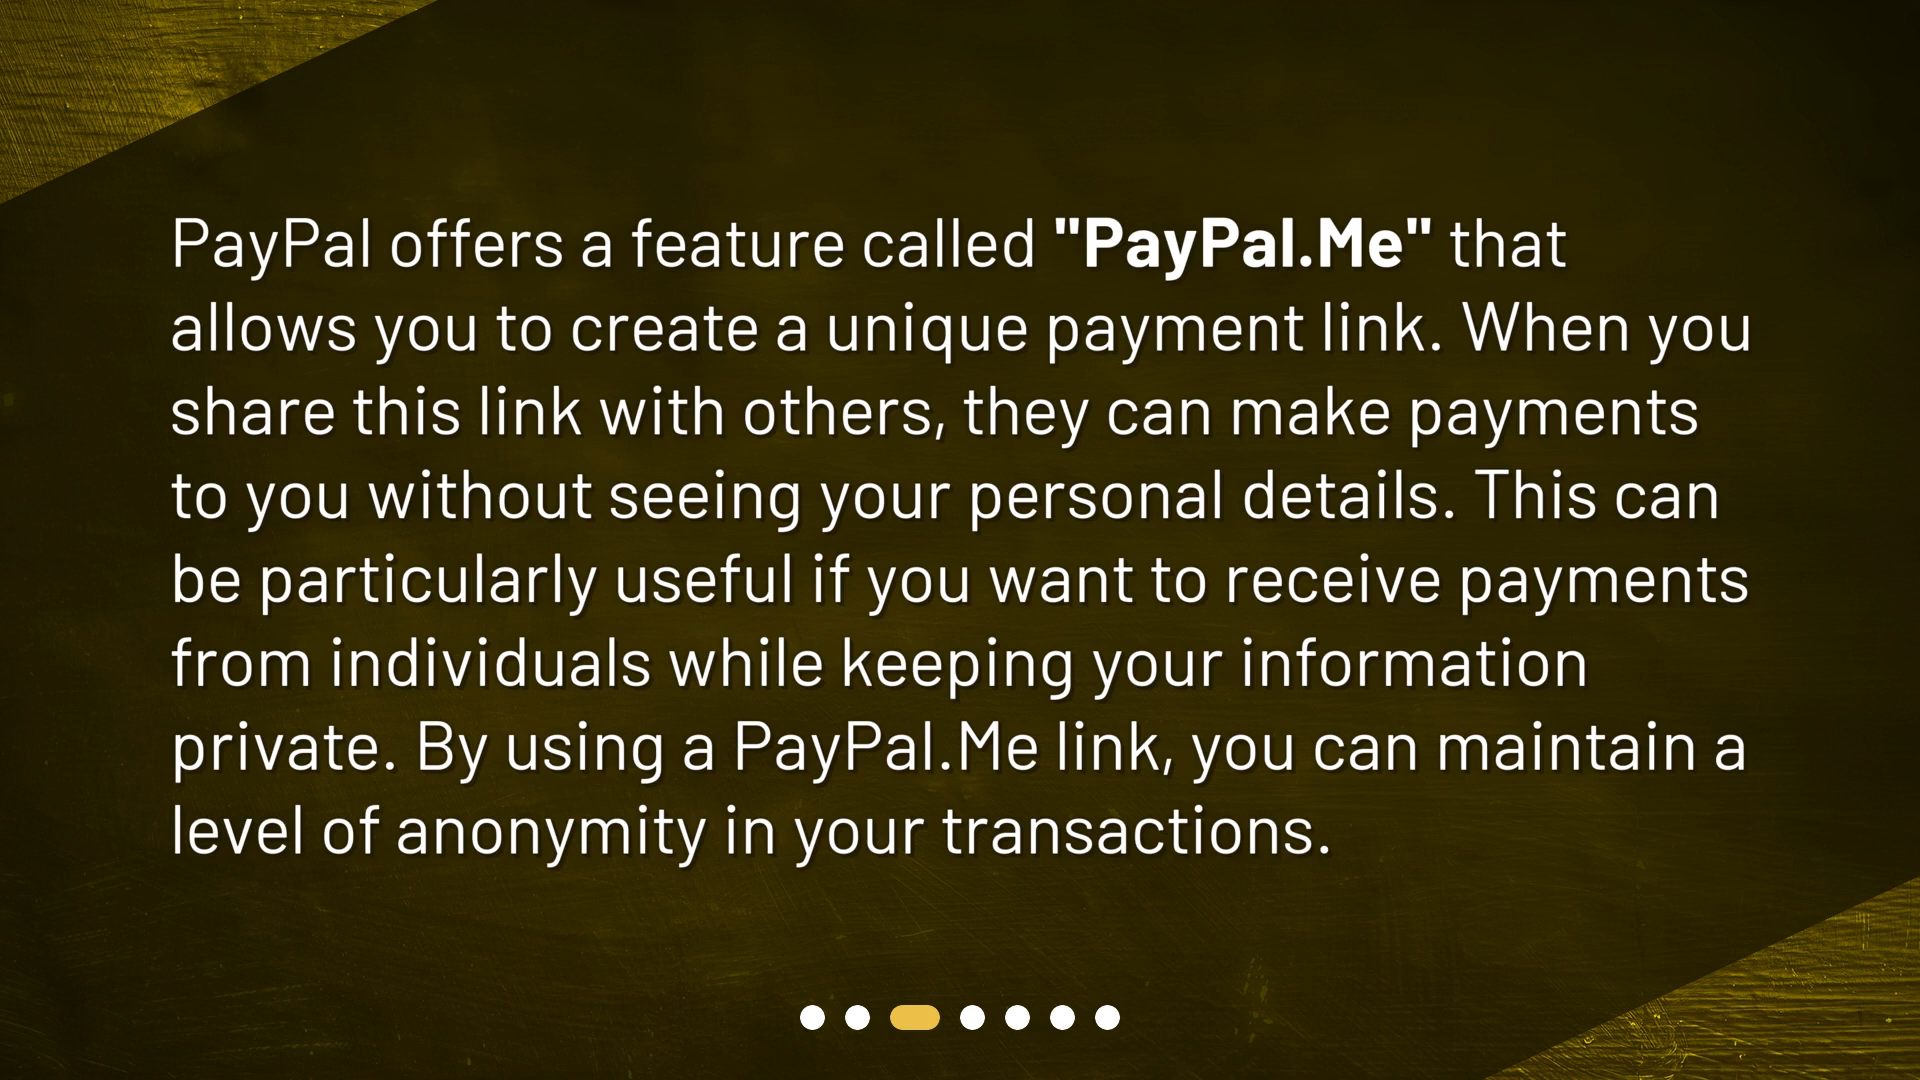 PayPal offers a feature called "PayPal.Me" that
allows you to create a unique payment link. When you
share this link with others, they can make payments
to you without seeing your personal details. This can
be particularly useful if you want to receive payments
from individuals while keeping your information
private. By using a PayPal.Me link, you can maintain a
level of anonymity in your transactions.